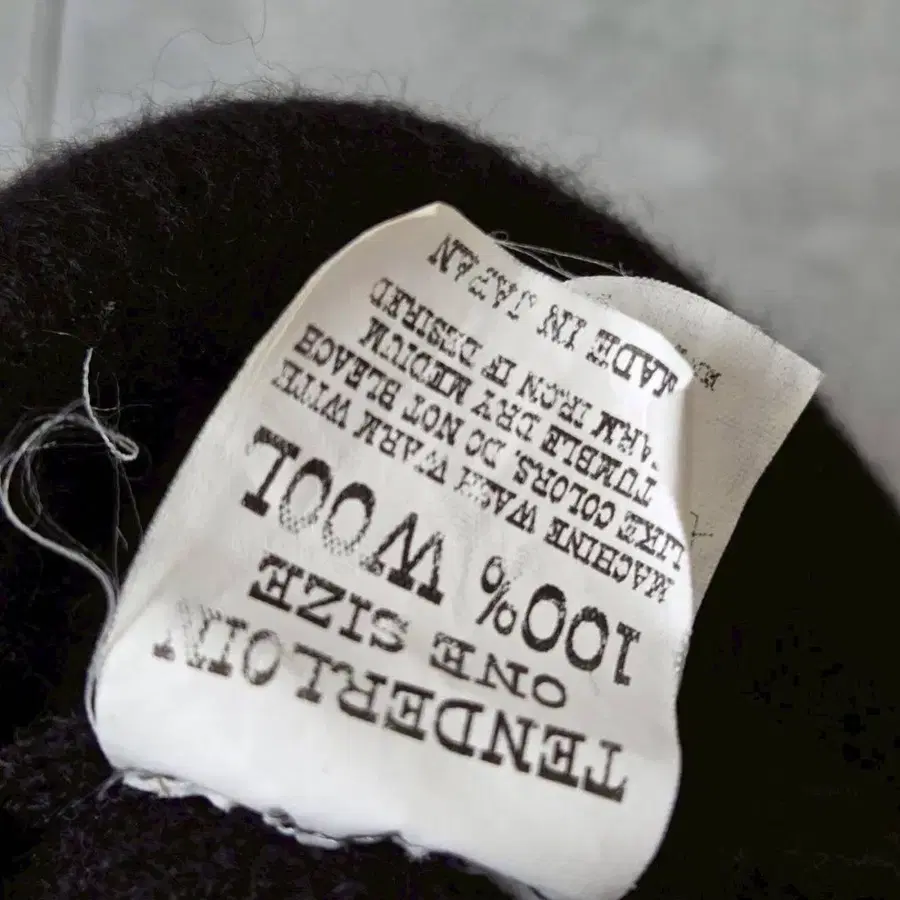 TENDERLOIN
ONE SIZE
100% WOOL
MACHINE WASH WARM WITH
LIKE COLORS, DO NOT BLEACH
TUMBLE DRY MEDIUM
WARM IRON IF DESIRED
MADE IN JAPAN